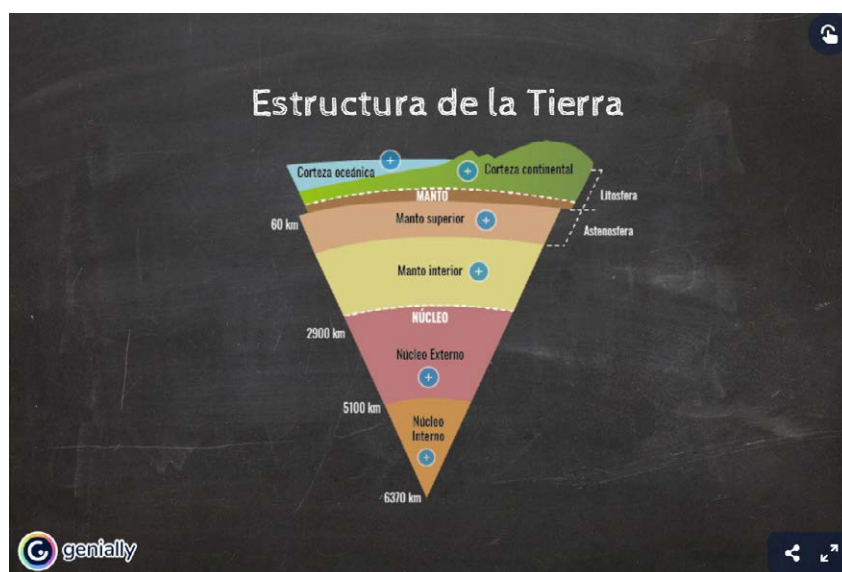 Estructura de la Tierra
Corteza oceánica
Corteza continental
MANTO
Litosfera
60 km
Manto superior
Astenosfera
Manto interior
NÚCLEO
2900 km
Núcleo Externo
5100 km
Núcleo
Interno
6370 km
genially